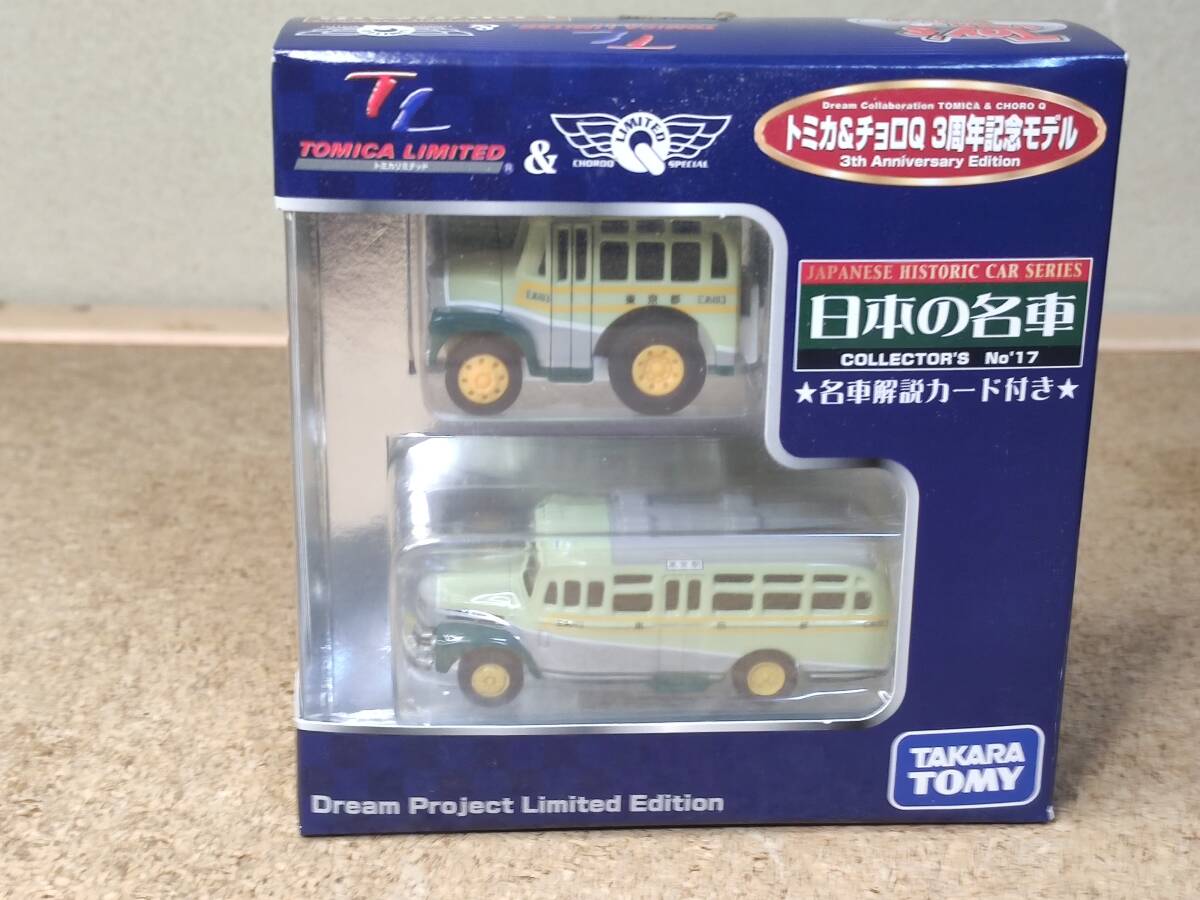 TOMICA LIMITED
トミカリミテッド
&
LIMITED
CHOROQ SPECIAL
Dream Collaboration TOMICA & CHORO Q
トミカ&チョロQ 3周年記念モデル
3th Anniversary Edition
JAPANESE HISTORIC CAR SERIES
日本の名車
COLLECTOR'S No'17
★名車解説カード付き★
東京都
TAKARA
TOMY
Dream Project Limited Edition